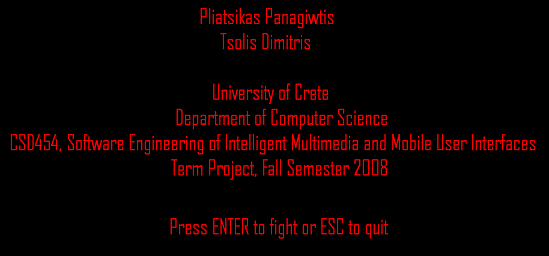 Pliatsikas Panagiwtis
Tsolis Dimitris
University of Crete
Department of Computer Science
CSD454, Software Engineering of Intelligent Multimedia and Mobile User Interfaces
Term Project, Fall Semester 2008
Press ENTER to fight or ESC to quit